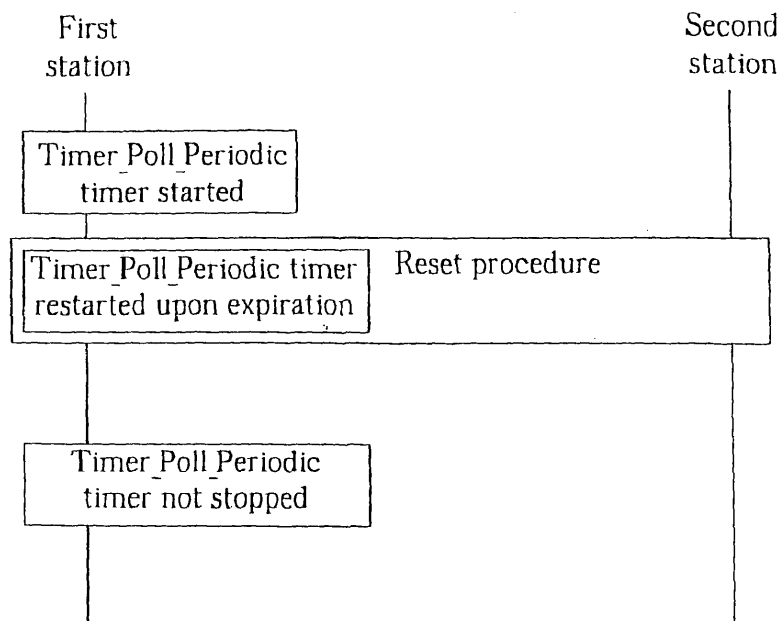 First
station
Second
station
Timer_Poll_Periodic
timer started
Timer_Poll_Periodic timer
restarted upon expiration
Reset procedure
Timer_Poll_Periodic
timer not stopped